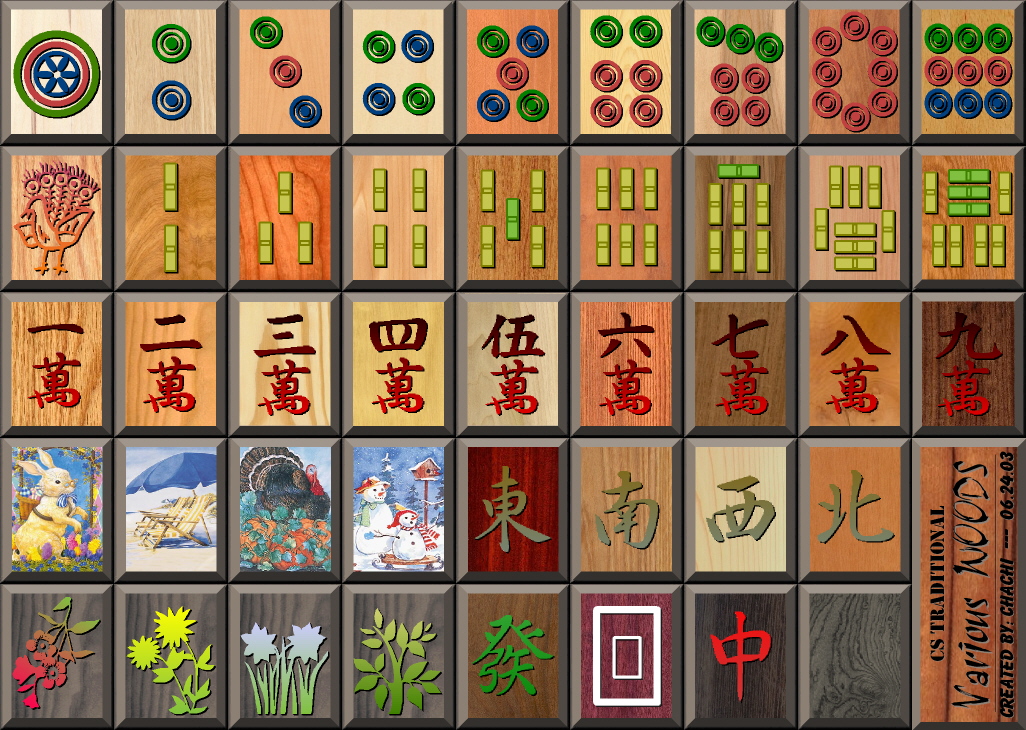 一 二 三 四 伍 六 七 八 九
萬 萬 萬 萬 萬 萬 萬 萬 萬
東 南 西 北
發 中
CS TRADITIONAL
Various WOODS
CREATED BY: CHACHI ---- 06·24·03